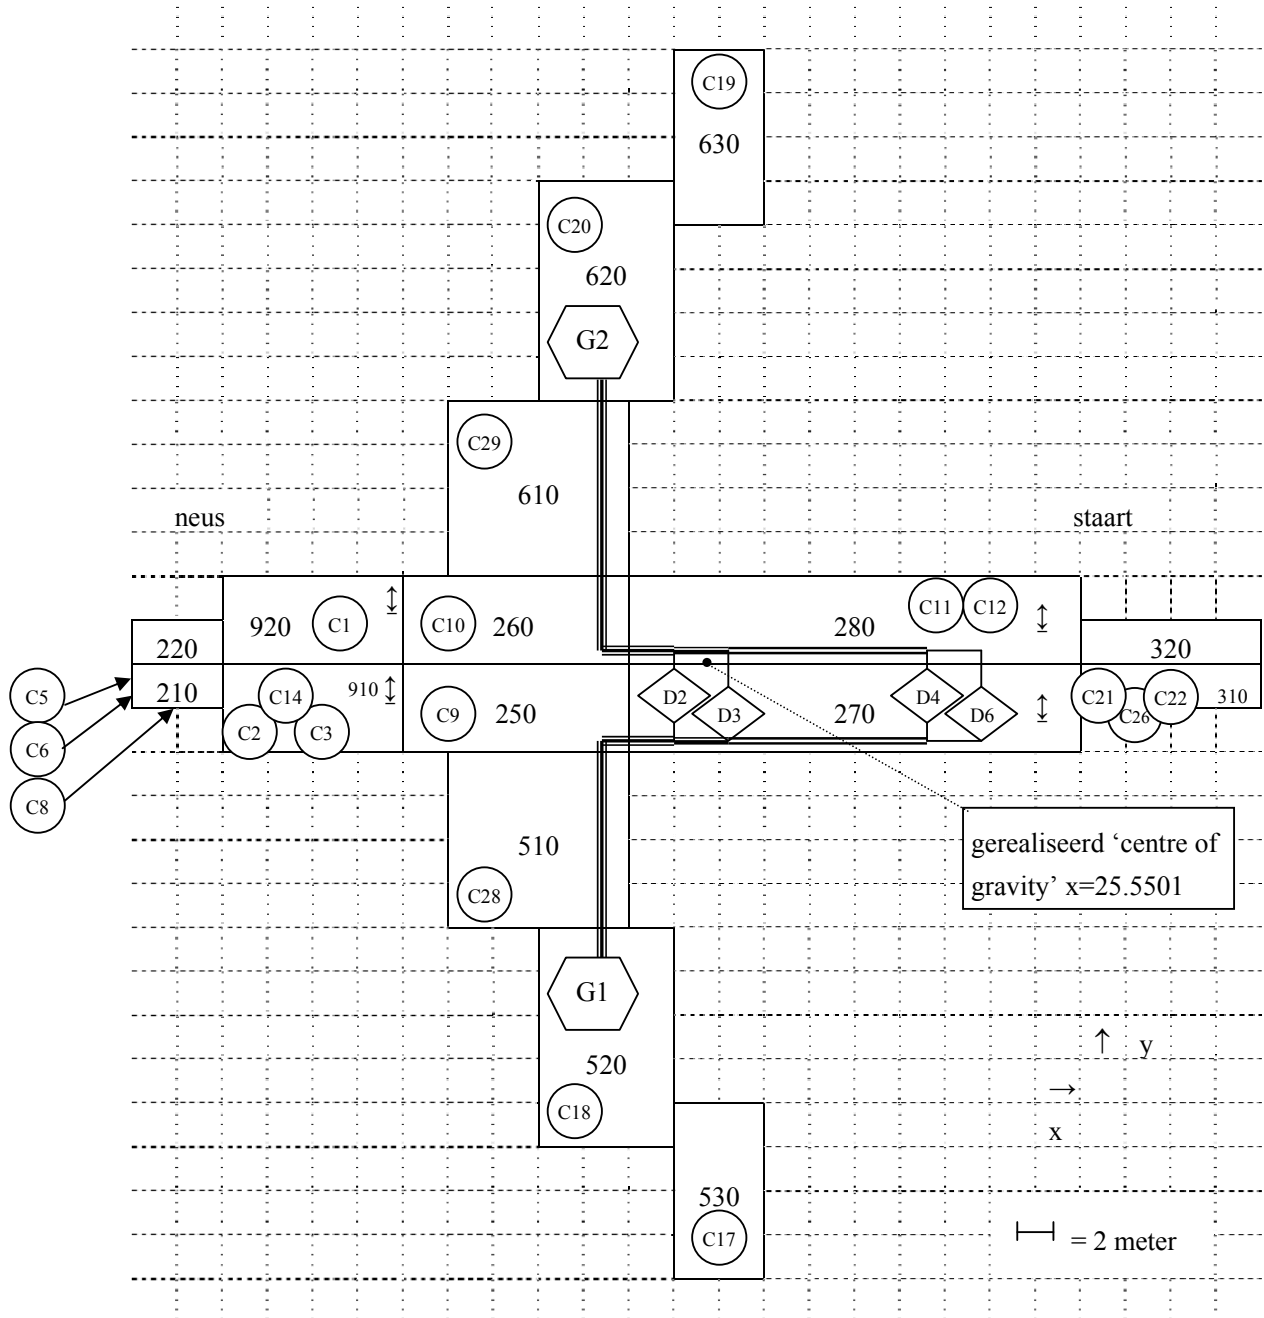 C19
630
C20
620
G2
C29
610
neus
staart
C11
C12
920
C1
C10
260
280
220
320
C5
210
C14
910
C9
250
D2
D3
270
D4
D6
C21
C22
C26
310
C2
C3
C6
C8
gerealiseerd ‘centre of
gravity’ x=25.5501
510
C28
G1
520
C18
↑ y
→
x
530
C17
= 2 meter